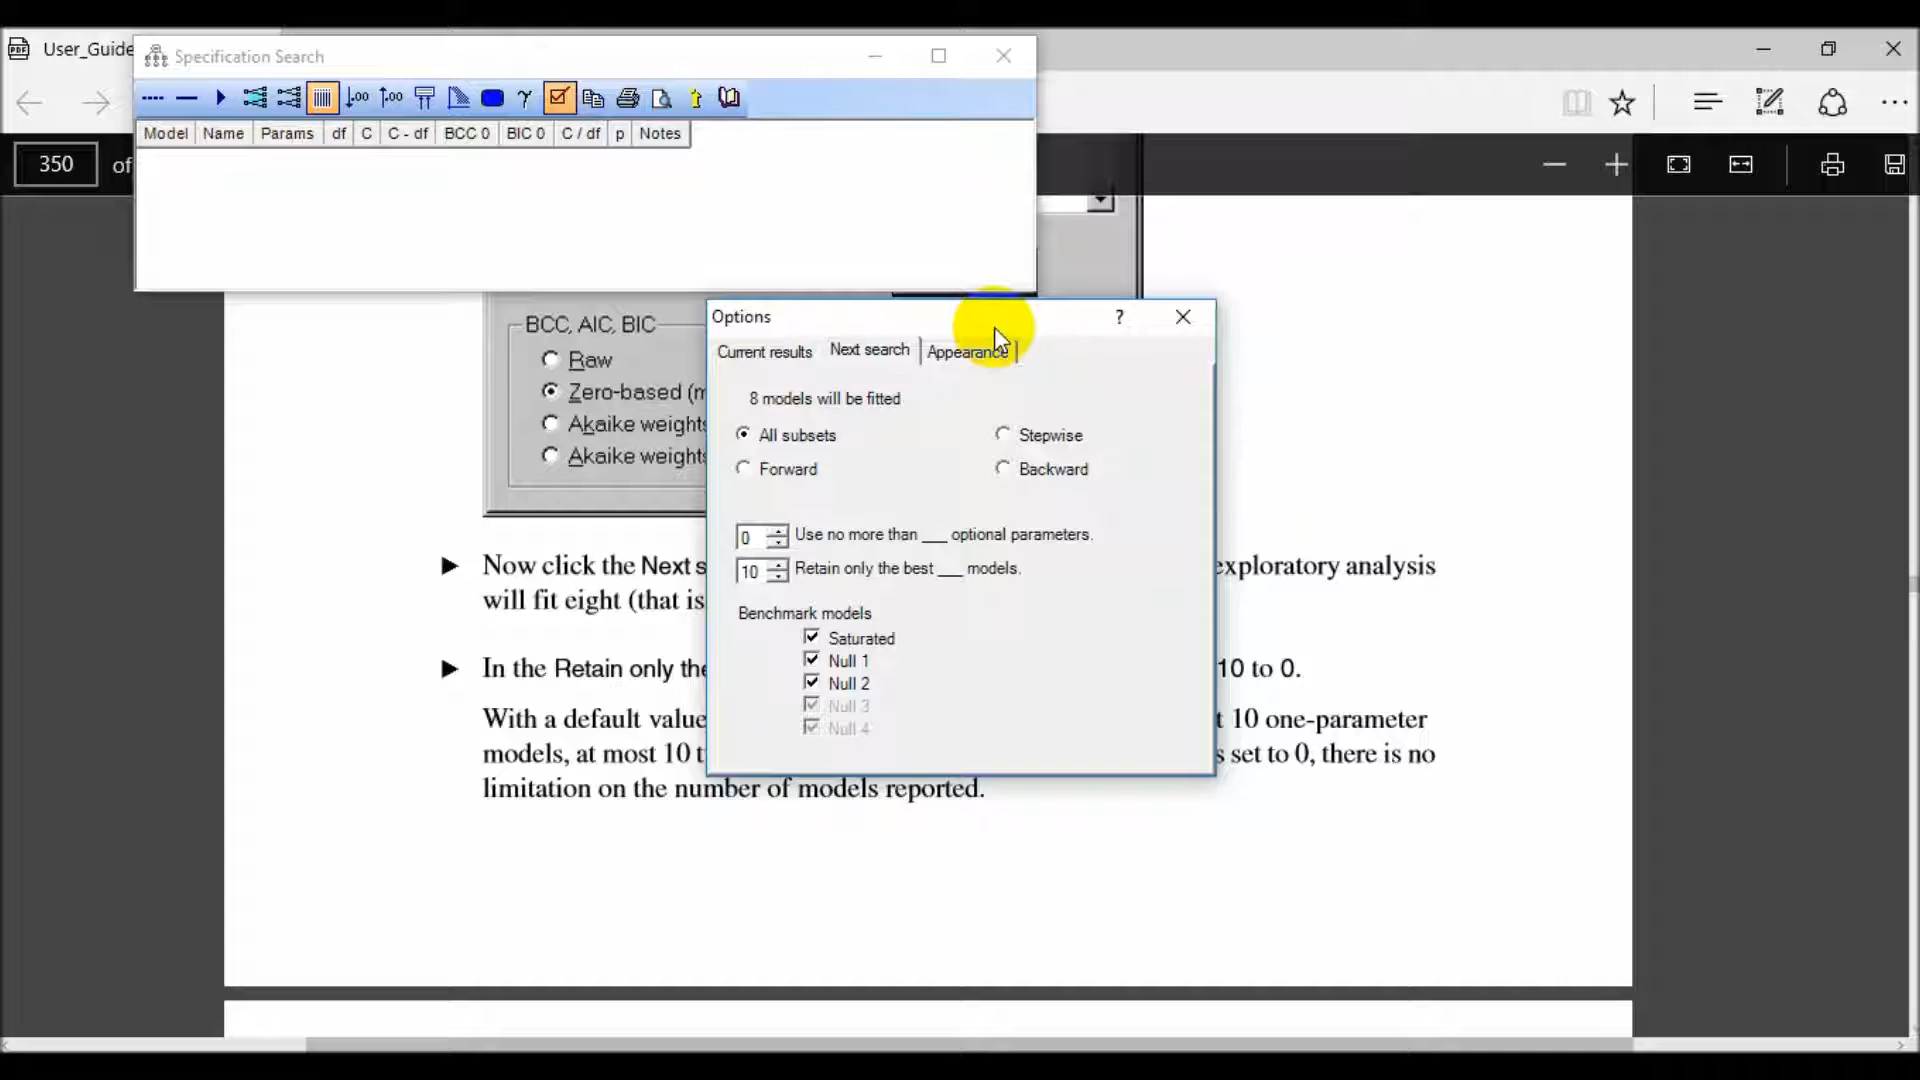 User_Guide
Specification Search
Model Name Params df C C - df BCC 0 BIC 0 C / df p Notes
350 of
BCC, AIC, BIC
Raw
Zero-based
Akaike weights
Akaike weights
Options
Current results Next search Appearance
8 models will be fitted
All subsets Stepwise
Forward Backward
0 Use no more than ___ optional parameters.
10 Retain only the best ___ models.
Benchmark models
Saturated
Null 1
Null 2
Null 3
Null 4
Now click the Next s exploratory analysis
will fit eight (that is
In the Retain only the 10 to 0.
With a default value 10 one-parameter
models, at most 10 s set to 0, there is no
limitation on the number of models reported.